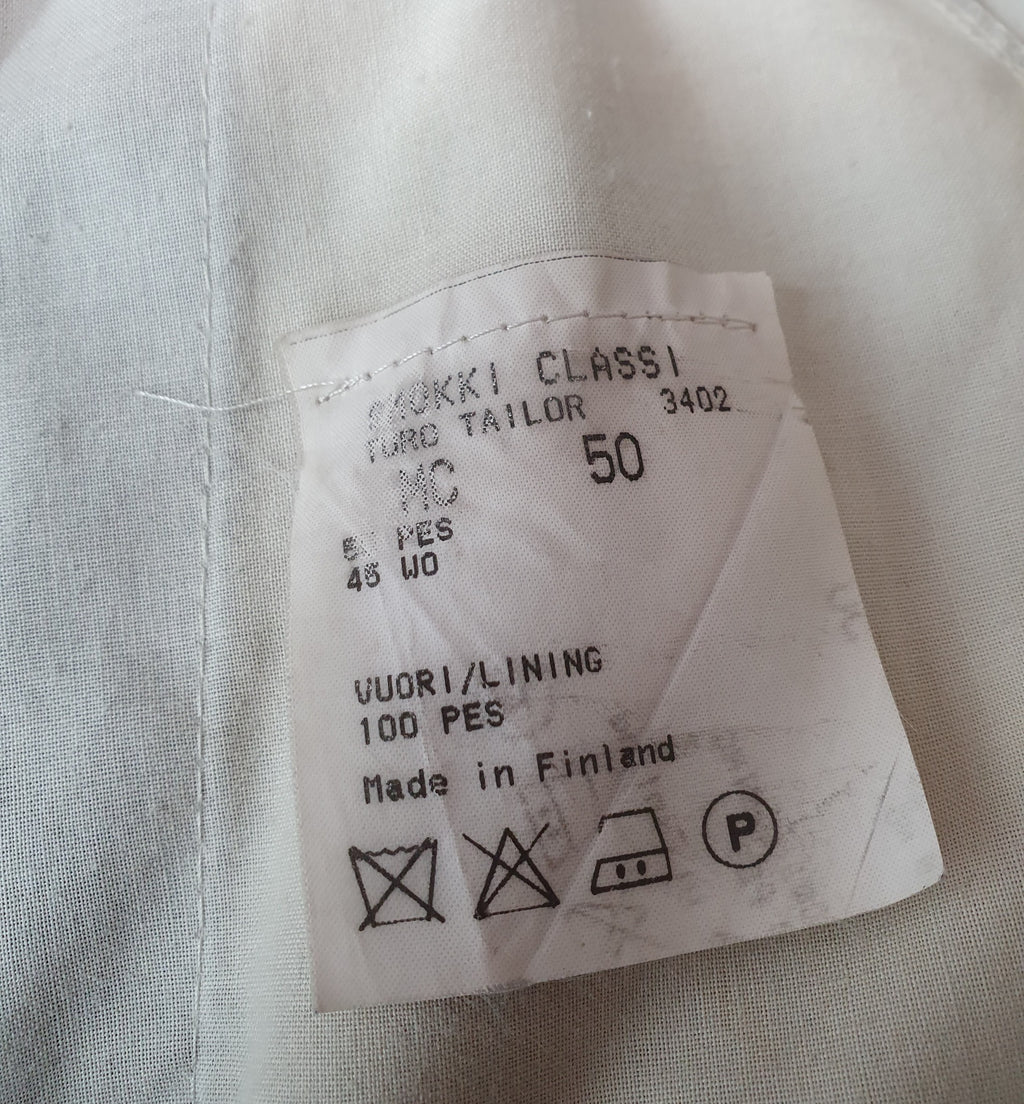 SMOKKI CLASSI
TURO TAILOR 3402
MC 50
PES
45 WO
VUORI/LINING
100 PES
Made in Finland
P